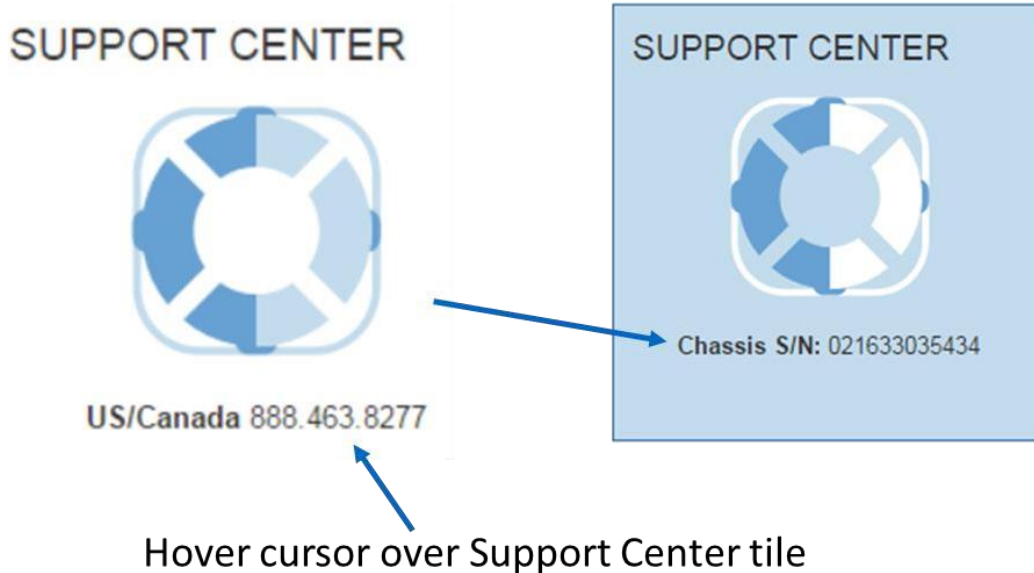 SUPPORT CENTER
US/Canada 888.463.8277
SUPPORT CENTER
Chassis S/N: 021633035434
Hover cursor over Support Center tile